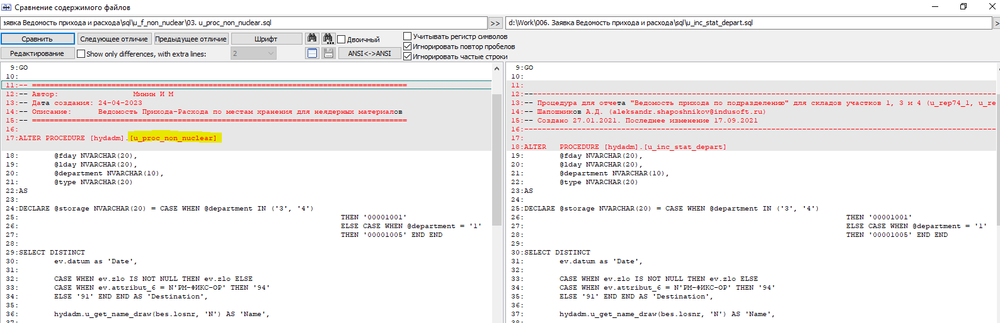 Сравнение содержимого файлов
заявка Ведомость прихода и расхода\sql\u_f_non_nuclear\03. u_proc_non_nuclear.sql
>>
d:\Work\006. Заявка Ведомость прихода и расхода\sql\u_inc_stat_depart.sql
Сравнить
Следующее отличие
Предыдущее отличие
Шрифт
Двоичный
Учитывать регистр символов
Игнорировать повтор пробелов
Игнорировать частые строки
Редактирование
Show only differences, with extra lines:
2
ANSI<->ANSI
9:GO
10:
11:-- =====================================================================================
12:-- Автор: Минин И М
13:-- Дата создания: 24-04-2023
14:-- Описание: Ведомость Прихода-Расхода по местам хранения для неядерных материалов
15:-- =====================================================================================
16:
17:ALTER PROCEDURE [hydadm].[u_proc_non_nuclear]
18: @fday NVARCHAR(20),
19: @lday NVARCHAR(20),
20: @department NVARCHAR(10),
21: @type NVARCHAR(20)
22:AS
23:
24:DECLARE @storage NVARCHAR(20) = CASE WHEN @department IN ('3', '4')
25: THEN '00001001'
26: ELSE CASE WHEN @department = '1'
27: THEN '00001005' END END
28:
29:SELECT DISTINCT
30: ev.datum as 'Date',
31:
32: CASE WHEN ev.zlo IS NOT NULL THEN ev.zlo ELSE
33: CASE WHEN ev.attribut_6 = N'РМ-ФИКС-ОР' THEN '94'
34: ELSE '91' END END AS 'Destination',
35:
36: hydadm.u_get_name_draw(bes.losnr, 'N') AS 'Name',
37:
9:GO
10:
11:
12:-----------------------------------------------------------------------------------------------------------
13:-- Процедура для отчета "Ведомость прихода по подразделению" для складов участков 1, 3 и 4 (u_rep74_1, u_re
14:-- Шапошников А.Д. (aleksandr.shaposhnikov@indusoft.ru)
15:-- Создано 27.01.2021. Последнее изменение 17.09.2021
16:-----------------------------------------------------------------------------------------------------------
17:
18:ALTER PROCEDURE [hydadm].[u_inc_stat_depart]
19: @fday NVARCHAR(20),
20: @lday NVARCHAR(20),
21: @department NVARCHAR(10),
22: @type NVARCHAR(20)
23:AS
24:
25:DECLARE @storage NVARCHAR(20) = CASE WHEN @department IN ('3', '4')
26: THEN '00001001'
27: ELSE CASE WHEN @department = '1'
28: THEN '00001005' END END
29:
30:SELECT DISTINCT
31: ev.datum as 'Date',
32:
33: CASE WHEN ev.zlo IS NOT NULL THEN ev.zlo ELSE
34: CASE WHEN ev.attribut_6 = N'РМ-ФИКС-ОР' THEN '94'
35: ELSE '91' END END AS 'Destination',
36:
37: hydadm.u_get_name_draw(bes.losnr, 'N') AS 'Name',
38: